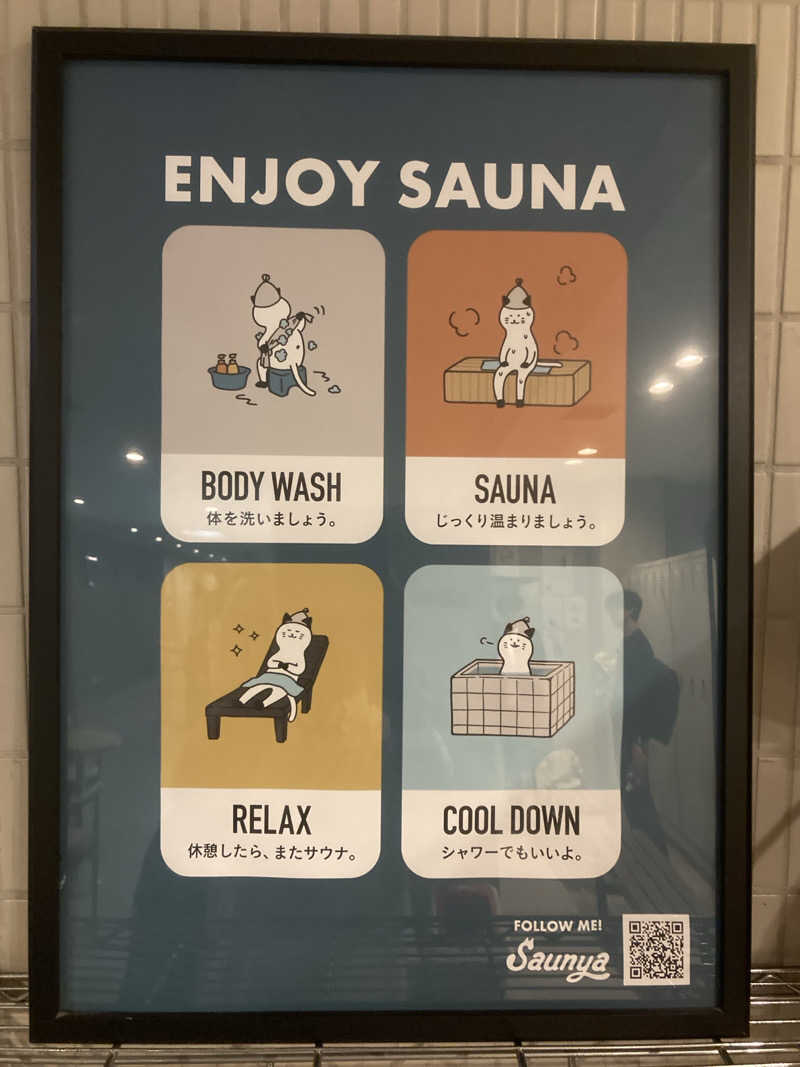 ENJOY SAUNA
BODY WASH
体を洗いましょう。
SAUNA
じっくり温まりましょう。
RELAX
休憩したら、またサウナ。
COOL DOWN
シャワーでもいいよ。
FOLLOW ME!
Saunya